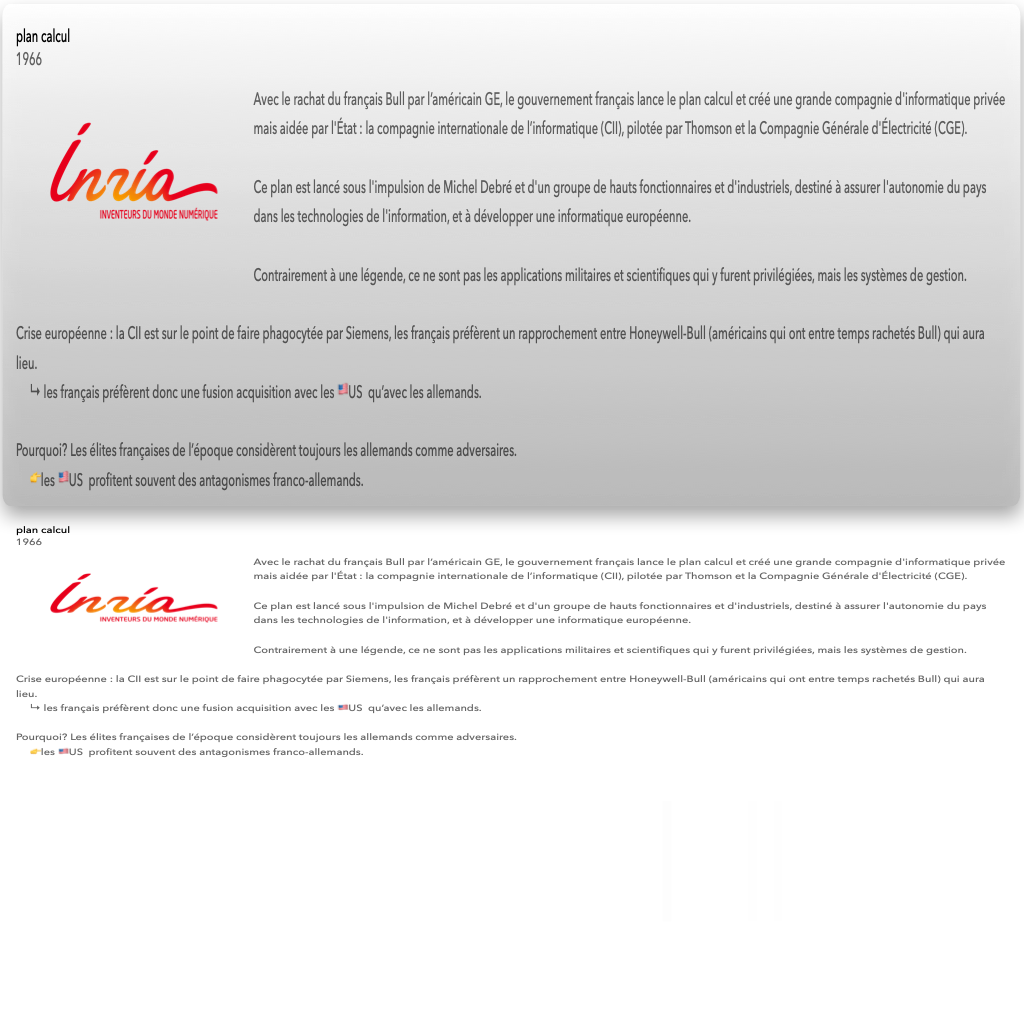 plan calcul
1966
Avec le rachat du français Bull par l’américain GE, le gouvernement français lance le plan calcul et créé une grande compagnie d'informatique privée
mais aidée par l'État : la compagnie internationale de l’informatique (CII), pilotée par Thomson et la Compagnie Générale d'Électricité (CGE).
Inría
INVENTEURS DU MONDE NUMÉRIQUE
Ce plan est lancé sous l'impulsion de Michel Debré et d'un groupe de hauts fonctionnaires et d'industriels, destiné à assurer l'autonomie du pays
dans les technologies de l'information, et à développer une informatique européenne.
Contrairement à une légende, ce ne sont pas les applications militaires et scientifiques qui y furent privilégiées, mais les systèmes de gestion.
Crise européenne : la CII est sur le point de faire phagocytée par Siemens, les français préfèrent un rapprochement entre Honeywell-Bull (américains qui ont entre temps rachetés Bull) qui aura
lieu.
↳ les français préfèrent donc une fusion acquisition avec les 🇺🇸US qu’avec les allemands.
Pourquoi? Les élites françaises de l’époque considèrent toujours les allemands comme adversaires.
👉les 🇺🇸US profitent souvent des antagonismes franco-allemands.
plan calcul
1966
Avec le rachat du français Bull par l’américain GE, le gouvernement français lance le plan calcul et créé une grande compagnie d'informatique privée
mais aidée par l'État : la compagnie internationale de l’informatique (CII), pilotée par Thomson et la Compagnie Générale d'Électricité (CGE).
Inría
INVENTEURS DU MONDE NUMÉRIQUE
Ce plan est lancé sous l'impulsion de Michel Debré et d'un groupe de hauts fonctionnaires et d'industriels, destiné à assurer l'autonomie du pays
dans les technologies de l'information, et à développer une informatique européenne.
Contrairement à une légende, ce ne sont pas les applications militaires et scientifiques qui y furent privilégiées, mais les systèmes de gestion.
Crise européenne : la CII est sur le point de faire phagocytée par Siemens, les français préfèrent un rapprochement entre Honeywell-Bull (américains qui ont entre temps rachetés Bull) qui aura
lieu.
↳ les français préfèrent donc une fusion acquisition avec les 🇺🇸US qu’avec les allemands.
Pourquoi? Les élites françaises de l’époque considèrent toujours les allemands comme adversaires.
👉les 🇺🇸US profitent souvent des antagonismes franco-allemands.